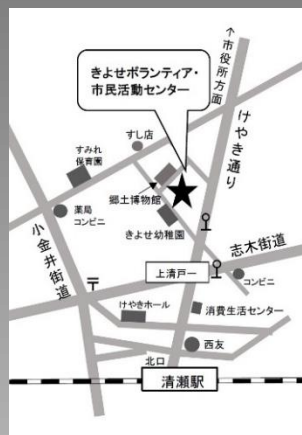 ↑市役所方面
きよせボランティア・
市民活動センター
けやき通り
すし店
すみれ
保育園
郷土博物館
薬局
コンビニ
きよせ幼稚園
小金井街道
志木街道
上清戸一
コンビニ
〒
けやきホール
消費生活センター
西友
北口
清瀬駅